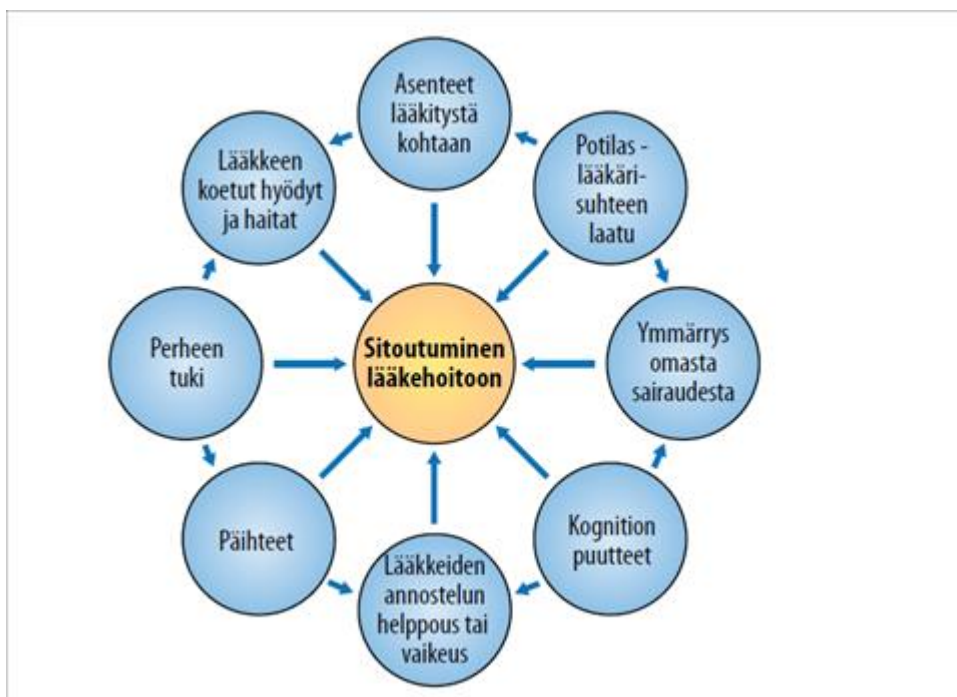 Asenteet
lääkitystä
kohtaan
Potilas -
lääkäri-
suhteen
laatu
Ymmärrys
omasta
sairaudesta
Kognition
puutteet
Lääkkeiden
annostelun
helppous tai
vaikeus
Päihteet
Perheen
tuki
Lääkkeen
koetut hyödyt
ja haitat
Sitoutuminen
lääkehoitoon